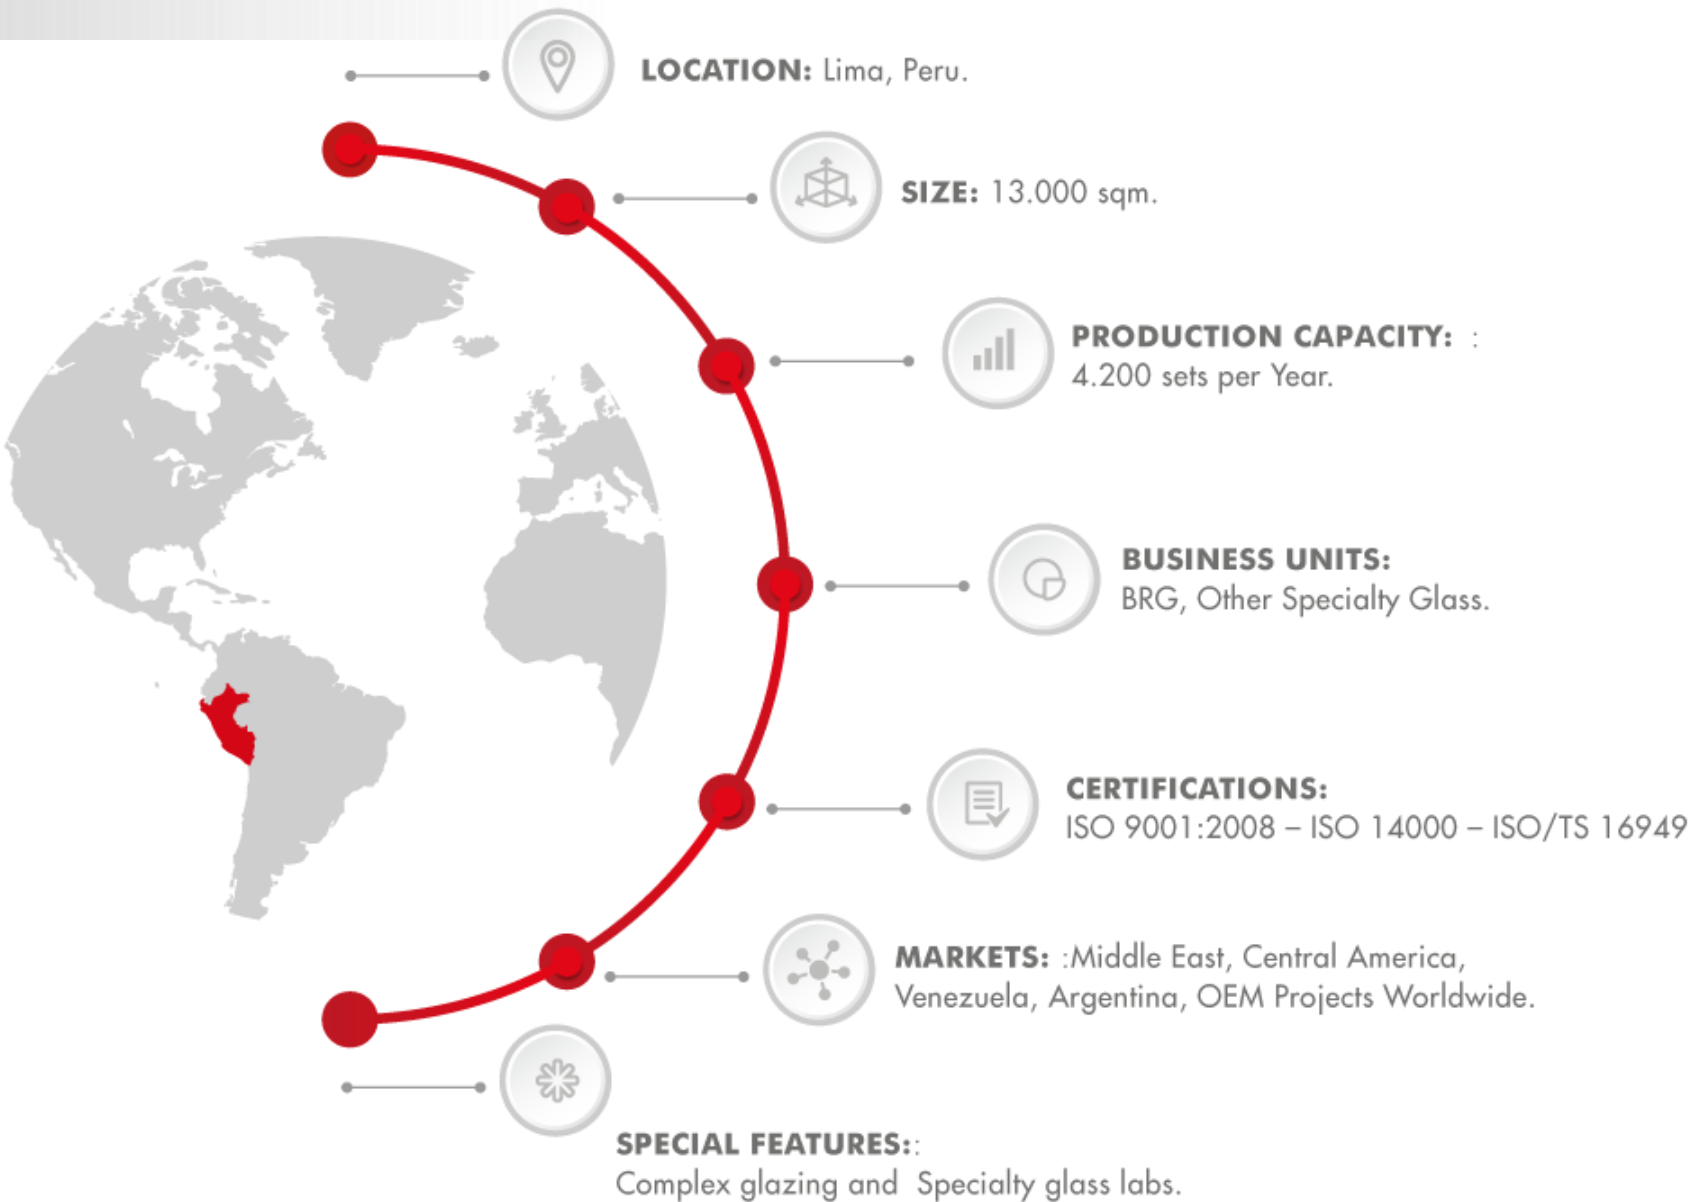 LOCATION: Lima, Peru.
SIZE: 13.000 sqm.
PRODUCTION CAPACITY: :
4.200 sets per Year.
BUSINESS UNITS:
BRG, Other Specialty Glass.
CERTIFICATIONS:
ISO 9001:2008 – ISO 14000 – ISO/TS 16949
MARKETS: :Middle East, Central America,
Venezuela, Argentina, OEM Projects Worldwide.
SPECIAL FEATURES::
Complex glazing and  Specialty glass labs.